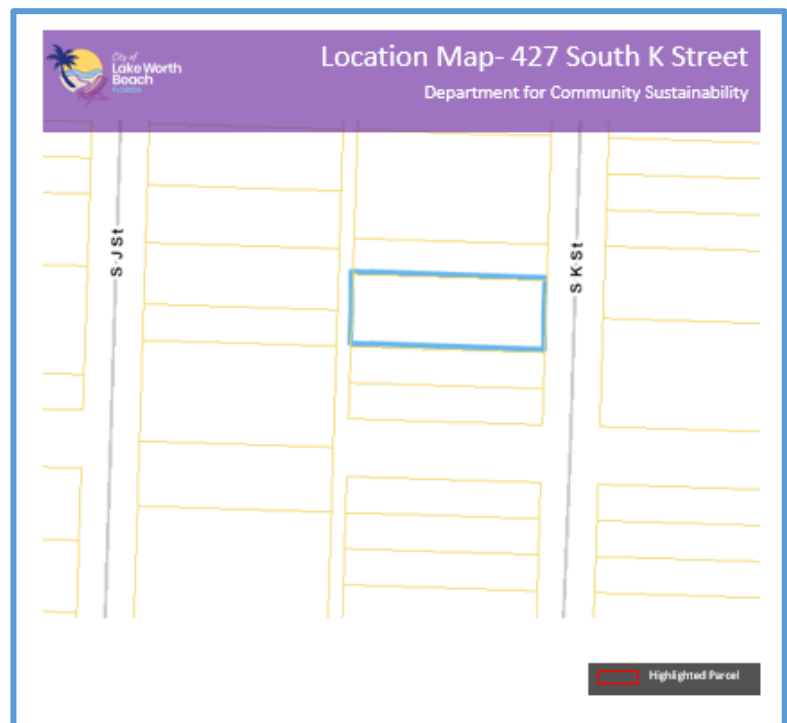 City of
Lake Worth
Beach
FLORIDA
Location Map- 427 South K Street
Department for Community Sustainability
S J St
S K St
Highlighted Parcel